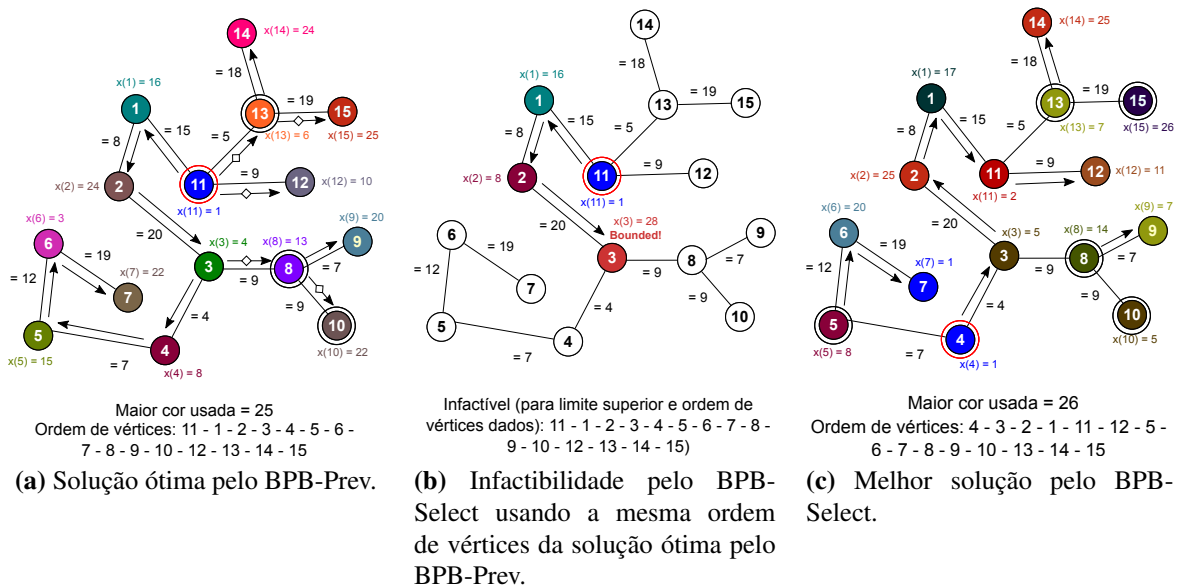 14
x(14) = 24
= 18
x(1) = 16
1
= 19
13
15
= 15
= 5
x(13) = 6
x(15) = 25
= 8
= 9
11
12
x(12) = 10
2
x(2) = 24
x(11) = 1
x(6) = 3
= 20
x(9) = 20
x(3) = 4
x(8) = 13
6
9
= 19
3
8
= 7
= 12
x(7) = 22
= 9
7
= 9
= 4
5
10
4
x(5) = 15
= 7
x(10) = 22
x(4) = 8
Maior cor usada = 25
Ordem de vértices: 11 - 1 - 2 - 3 - 4 - 5 - 6 -
7 - 8 - 9 - 10 - 12 - 13 - 14 - 15
(a) Solução ótima pelo BPB-Prev.
14
= 18
x(1) = 16
= 19
1
13
15
= 15
= 5
= 8
= 9
2
11
12
x(2) = 8
x(11) = 1
= 20
x(3) = 28
Bounded!
6
9
= 19
3
8
= 7
= 12
= 9
7
= 9
= 4
5
10
4
= 7
Infactível (para limite superior e ordem de
vértices dados): 11 - 1 - 2 - 3 - 4 - 5 - 6 - 7 - 8 -
9 - 10 - 12 - 13 - 14 - 15)
(b) Infactibilidade pelo BPB-
Select usando a mesma ordem
de vértices da solução ótima pelo
BPB-Prev.
x(14) = 25
14
= 18
x(1) = 17
= 19
1
13
15
= 15
= 5
x(13) = 7
x(15) = 26
= 8
= 9
2
11
12
x(12) = 11
x(2) = 25
x(11) = 2
x(6) = 20
= 20
x(9) = 7
x(3) = 5
x(8) = 14
6
9
= 19
3
8
= 7
x(7) = 1
= 12
= 9
7
= 9
= 4
5
10
4
x(5) = 8
= 7
x(10) = 5
x(4) = 1
Maior cor usada = 26
Ordem de vértices: 4 - 3 - 2 - 1 - 11 - 12 - 5 -
6 - 7 - 8 - 9 - 10 - 13 - 14 - 15
(c) Melhor solução pelo BPB-
Select.